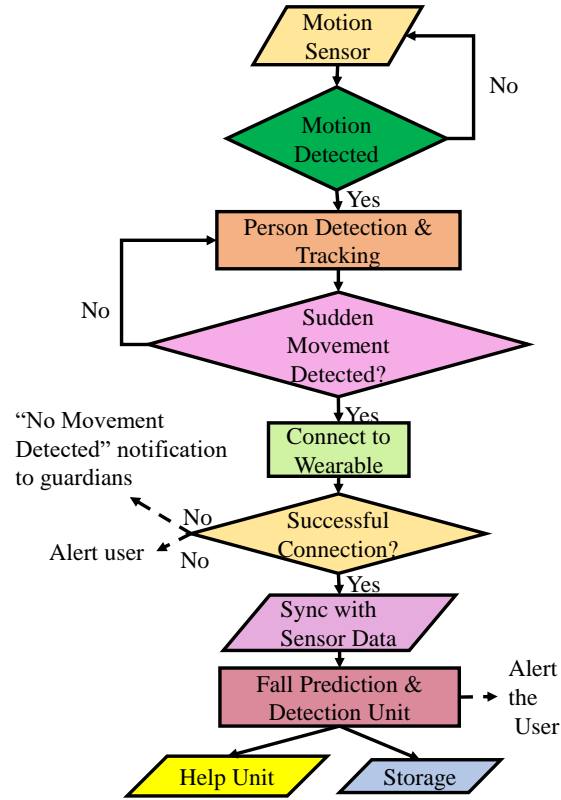 Motion
Sensor
No
Motion
Detected
Yes
Person Detection &
Tracking
No
Sudden
Movement
Detected?
Yes
“No Movement
Detected” notification
to guardians
Connect to
Wearable
No
Successful
Connection?
Alert user
No
Yes
Sync with
Sensor Data
Fall Prediction &
Detection Unit
Alert
the
User
Help Unit
Storage